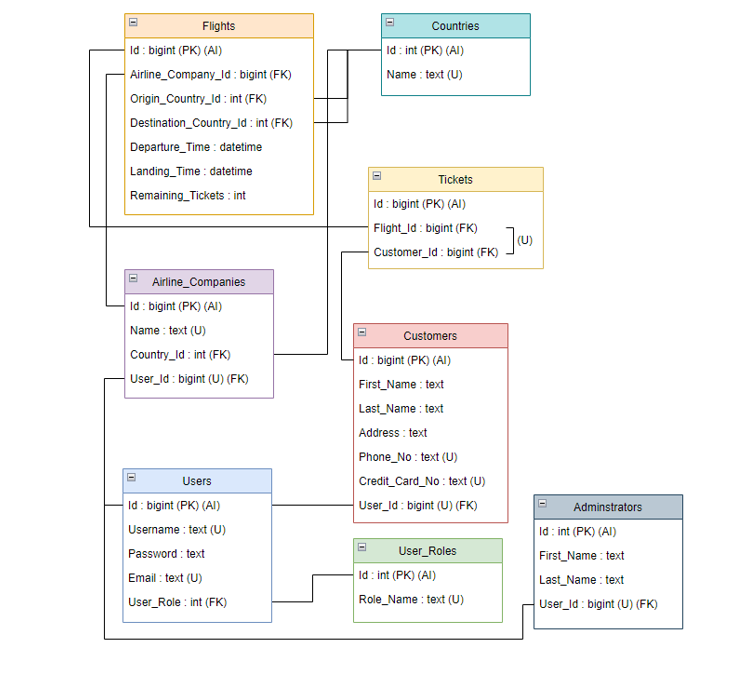 Flights
Id : bigint (PK) (AI)
Airline_Company_Id : bigint (FK)
Origin_Country_Id : int (FK)
Destination_Country_Id : int (FK)
Departure_Time : datetime
Landing_Time : datetime
Remaining_Tickets : int
Countries
Id : int (PK) (AI)
Name : text (U)
Tickets
Id : bigint (PK) (AI)
Flight_Id : bigint (FK)
Customer_Id : bigint (FK)
(U)
Airline_Companies
Id : bigint (PK) (AI)
Name : text (U)
Country_Id : int (FK)
User_Id : bigint (U) (FK)
Customers
Id : bigint (PK) (AI)
First_Name : text
Last_Name : text
Address : text
Phone_No : text (U)
Credit_Card_No : text (U)
User_Id : bigint (U) (FK)
Users
Id : bigint (PK) (AI)
Username : text (U)
Password : text
Email : text (U)
User_Role : int (FK)
User_Roles
Id : int (PK) (AI)
Role_Name : text (U)
Adminstrators
Id : int (PK) (AI)
First_Name : text
Last_Name : text
User_Id : bigint (U) (FK)